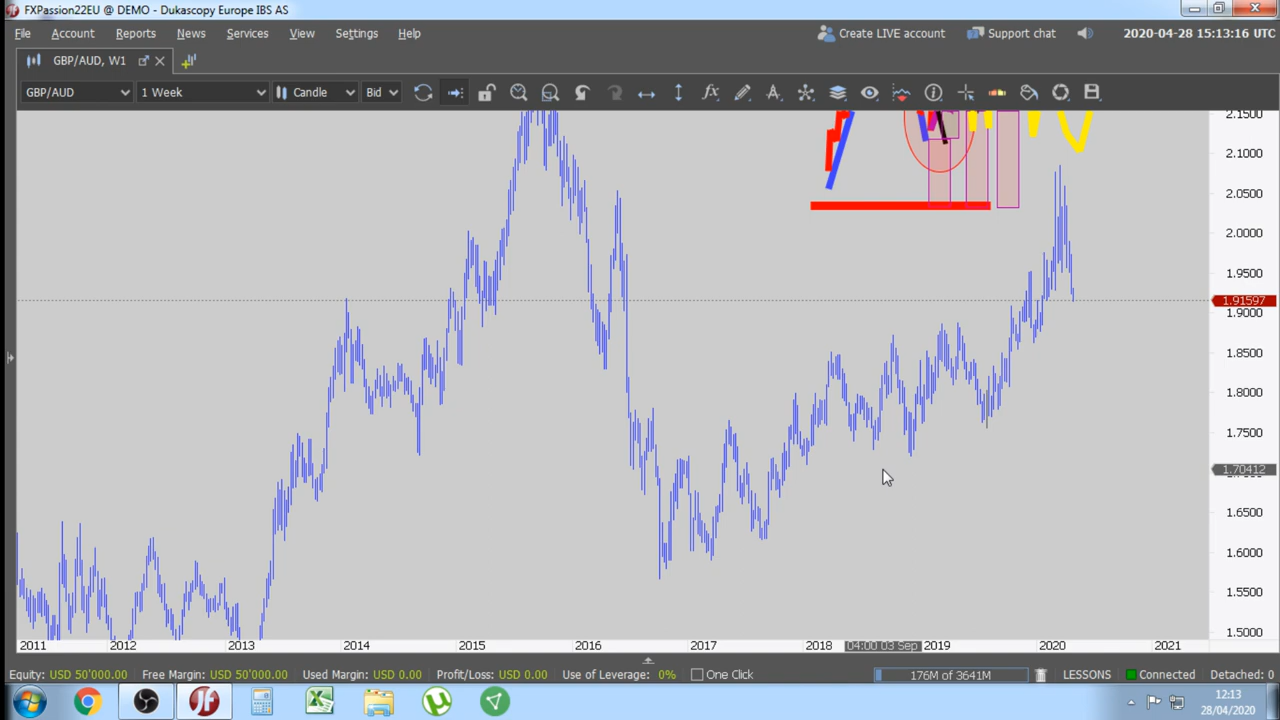 FXPassion22EU @ DEMO - Dukascopy Europe IBS AS
File Account Reports News Services View Settings Help Create LIVE account Support chat 2020-04-28 15:13:16 UTC
GBP/AUD, W1
GBP/AUD 1 Week Candle Bid
2.1500
2.1000
2.0500
2.0000
1.9500
1.91597
1.9000
1.8500
1.8000
1.7500
1.70412
1.6500
1.6000
1.5500
1.5000
2011 2012 2013 2014 2015 2016 2017 2018 04:00 03 Sep 2019 2020 2021
Equity: USD 50'000.00 Free Margin: USD 50'000.00 Used Margin: USD 0.00 Profit/Loss: USD 0.00 Use of Leverage: 0% One Click 176M of 3641M LESSONS Connected Detached: 0
12:13
28/04/2020